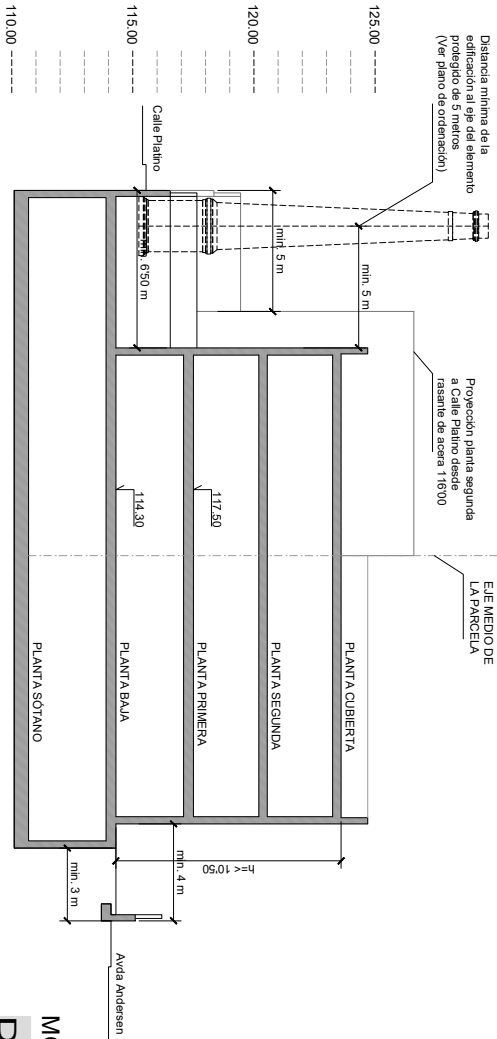 Distancia mínima de la
edificación al eje del elemento
protegido de 5 metros
(Ver plano de ordenación)
Proyección planta segunda
a Calle Platino desde
rasante de acera 116'00
EJE MEDIO DE
LA PARCELA
125.00
120.00
115.00
110.00
min. 5 m
min. 5 m
6'50 m
Calle Platino
PLANTA CUBIERTA
PLANTA SEGUNDA
117.50
PLANTA PRIMERA
114.30
PLANTA BAJA
PLANTA SÓTANO
h=< 10'50
min. 4 m
min. 3 m
Avda Andersen